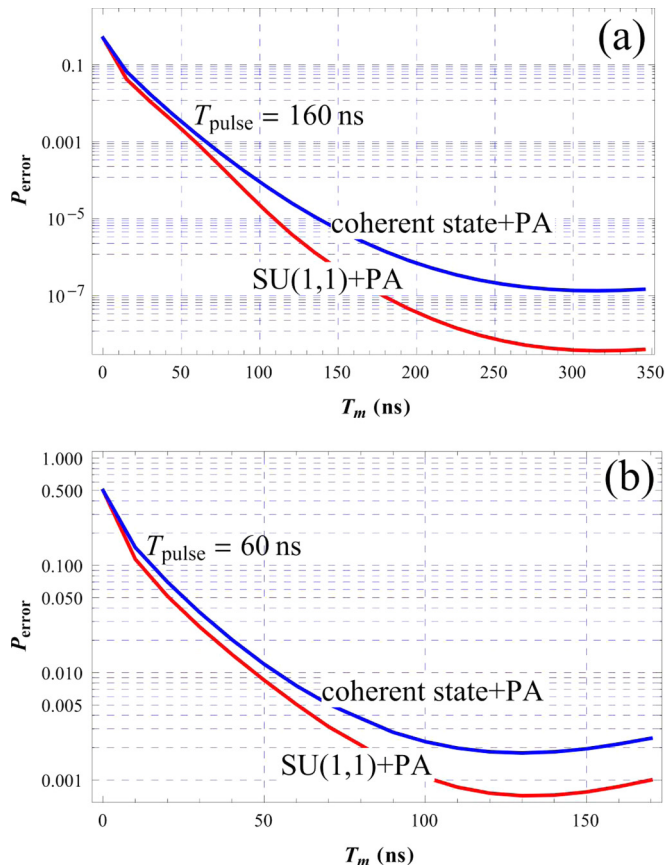 (a)
0.1
T_pulse = 160 ns
0.001
P_error
10^-5
coherent state+PA
SU(1,1)+PA
10^-7
0 50 100 150 200 250 300 350
T_m (ns)
1.000
(b)
0.500
T_pulse = 60 ns
0.100
0.050
P_error
0.010
coherent state+PA
0.005
SU(1,1)+PA
0.001
0 50 100 150
T_m (ns)